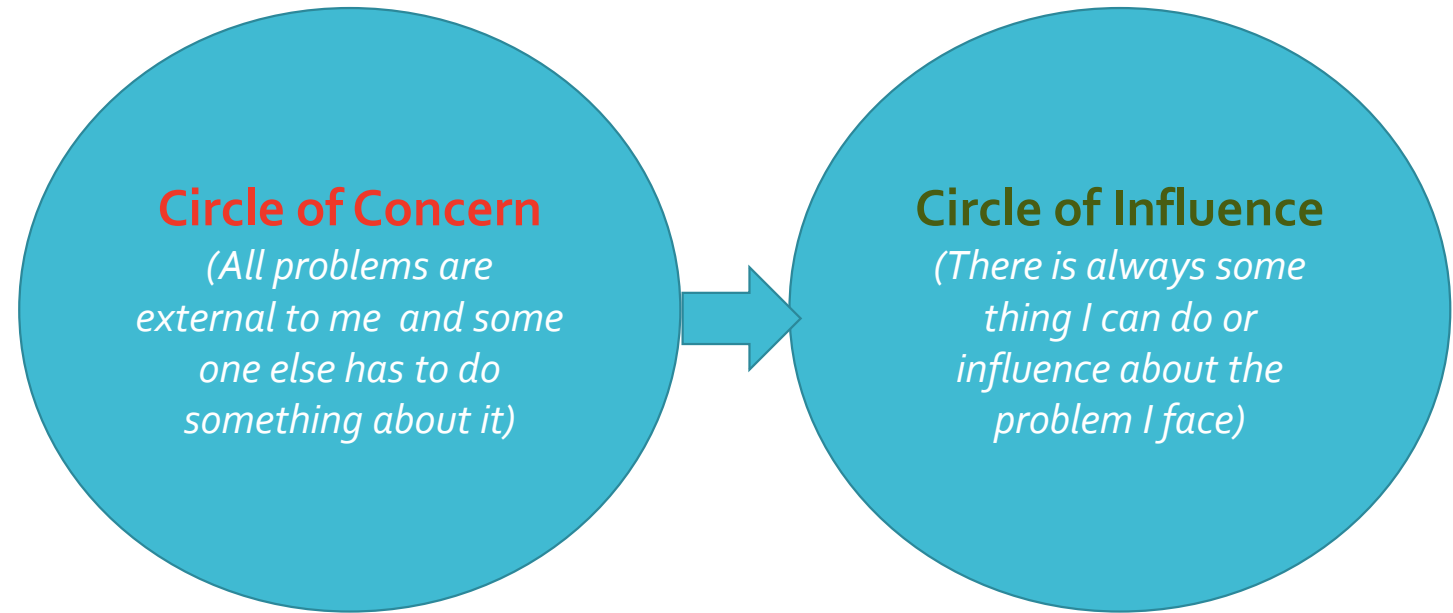 Circle of Concern
(All problems are
external to me  and some
one else has to do
something about it)
Circle of Influence
(There is always some
thing I can do or
influence about the
problem I face)